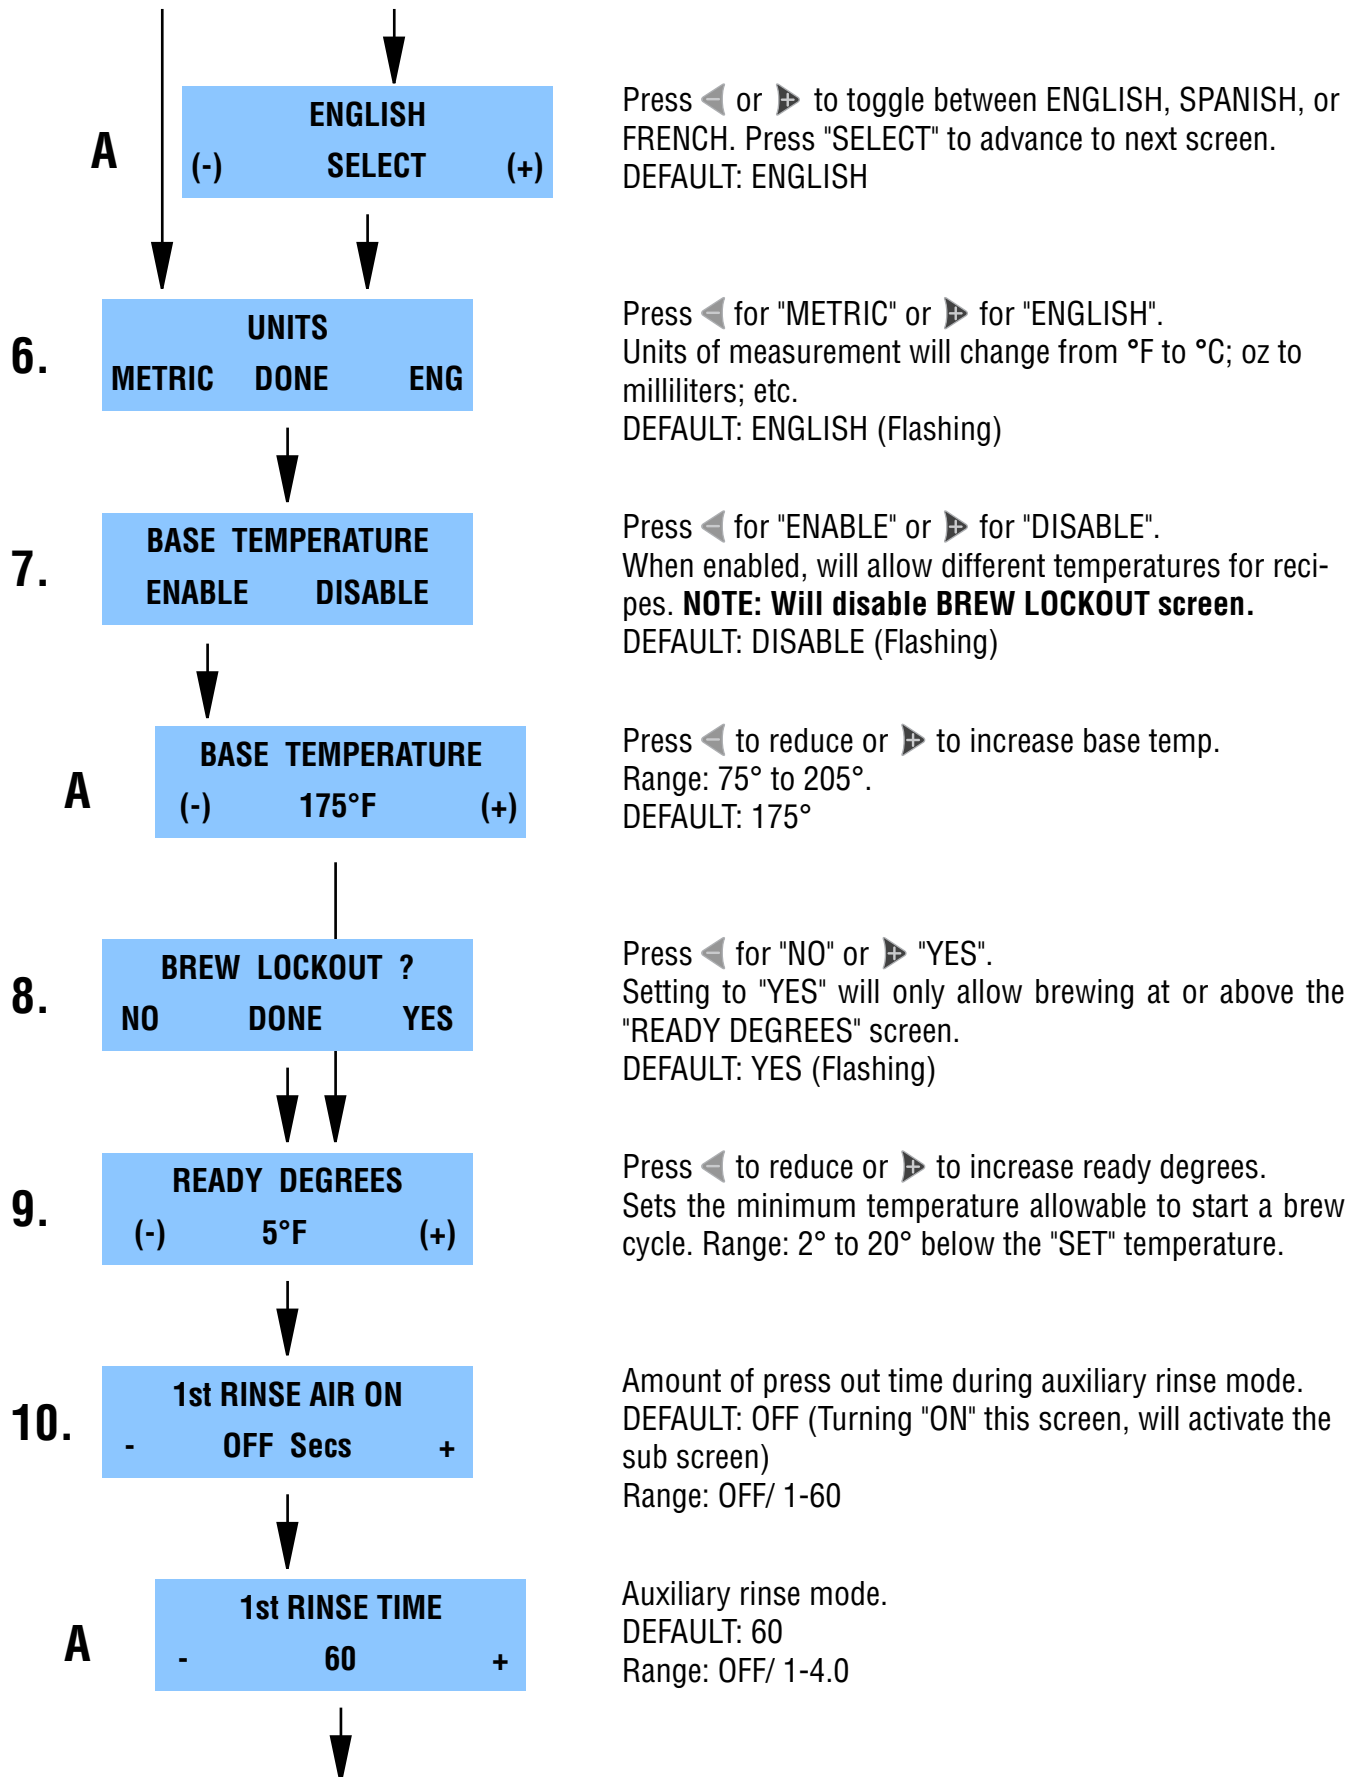 A
ENGLISH
(-) SELECT (+)
Press or to toggle between ENGLISH, SPANISH, or
FRENCH. Press "SELECT" to advance to next screen.
DEFAULT: ENGLISH
6.
UNITS
METRIC DONE ENG
Press for "METRIC" or for "ENGLISH".
Units of measurement will change from °F to °C; oz to
milliliters; etc.
DEFAULT: ENGLISH (Flashing)
7.
BASE TEMPERATURE
ENABLE DISABLE
Press for "ENABLE" or for "DISABLE".
When enabled, will allow different temperatures for reci-
pes. NOTE: Will disable BREW LOCKOUT screen.
DEFAULT: DISABLE (Flashing)
A
BASE TEMPERATURE
(-) 175°F (+)
Press to reduce or to increase base temp.
Range: 75° to 205°.
DEFAULT: 175°
8.
BREW LOCKOUT ?
NO DONE YES
Press for "NO" or "YES".
Setting to "YES" will only allow brewing at or above the
"READY DEGREES" screen.
DEFAULT: YES (Flashing)
9.
READY DEGREES
(-) 5°F (+)
Press to reduce or to increase ready degrees.
Sets the minimum temperature allowable to start a brew
cycle. Range: 2° to 20° below the "SET" temperature.
10.
1st RINSE AIR ON
- OFF Secs +
Amount of press out time during auxiliary rinse mode.
DEFAULT: OFF (Turning "ON" this screen, will activate the
sub screen)
Range: OFF/ 1-60
A
1st RINSE TIME
- 60 +
Auxiliary rinse mode.
DEFAULT: 60
Range: OFF/ 1-4.0